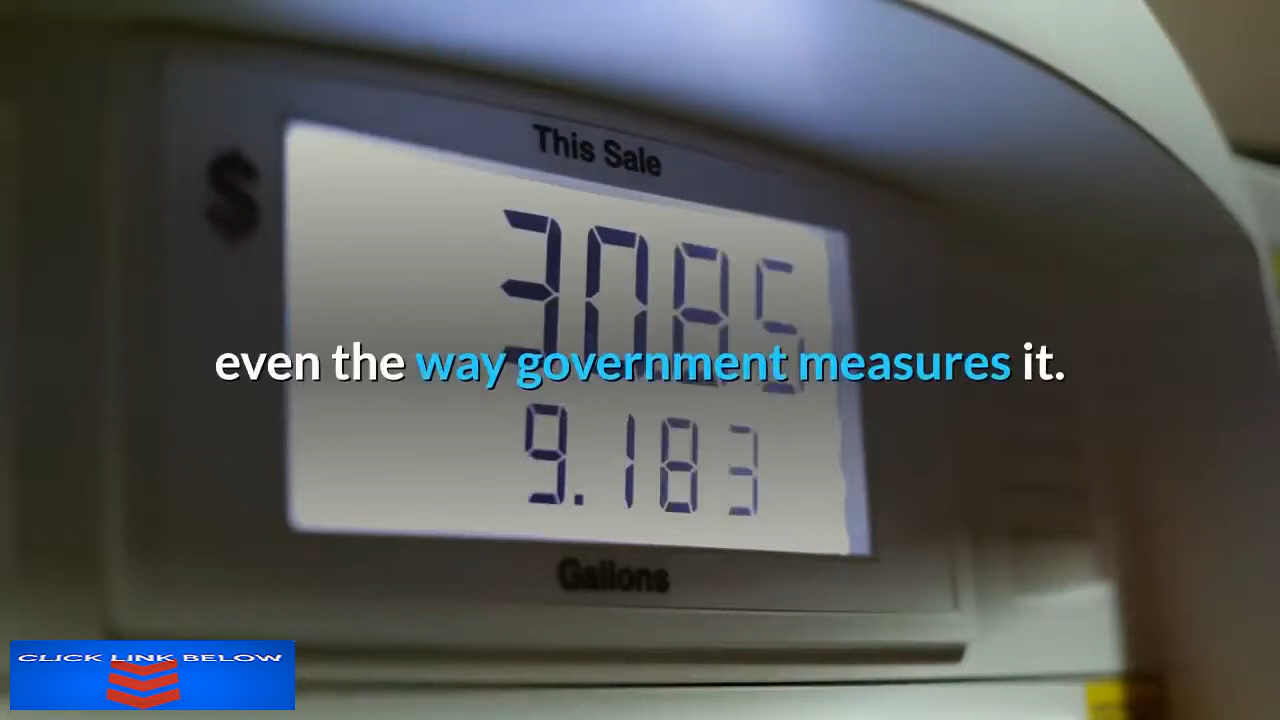 This Sale
$
3085
even the way government measures it.
9.183
Gallons
CLICK LINK BELOW